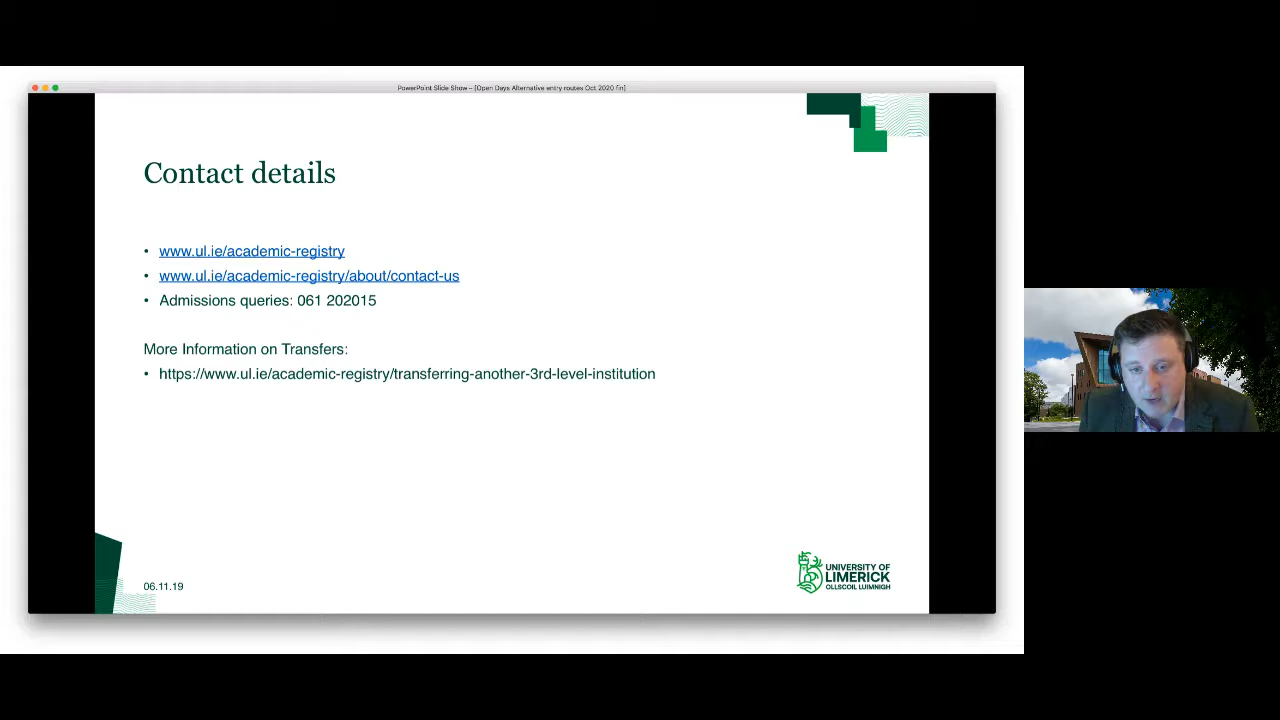 PowerPoint Slide Show – [Open Days Alternative entry routes Oct 2020 fin]
Contact details
• www.ul.ie/academic-registry
• www.ul.ie/academic-registry/about/contact-us
• Admissions queries: 061 202015
More Information on Transfers:
• https://www.ul.ie/academic-registry/transferring-another-3rd-level-institution
06.11.19
UNIVERSITY OF
LIMERICK
OLLSCOIL LUIMNIGH